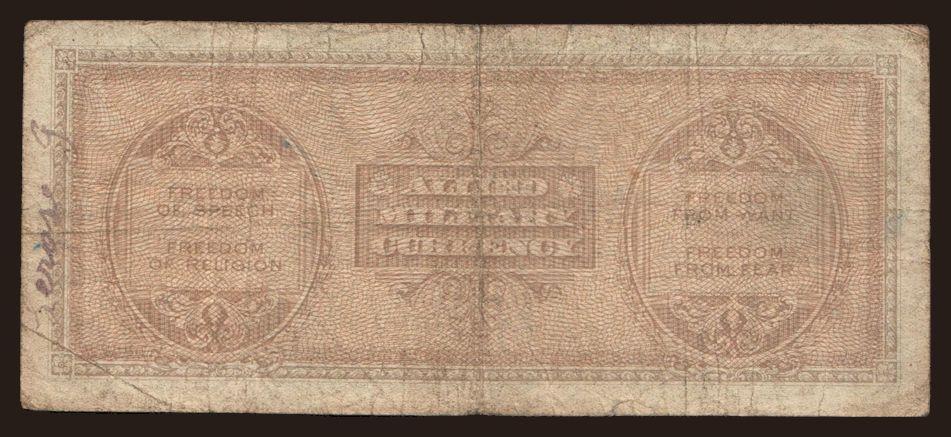 FREEDOM
OF SPEECH
FREEDOM
OF RELIGION
ALLIED
MILITARY
CURRENCY
FREEDOM
FROM WANT
FREEDOM
FROM FEAR